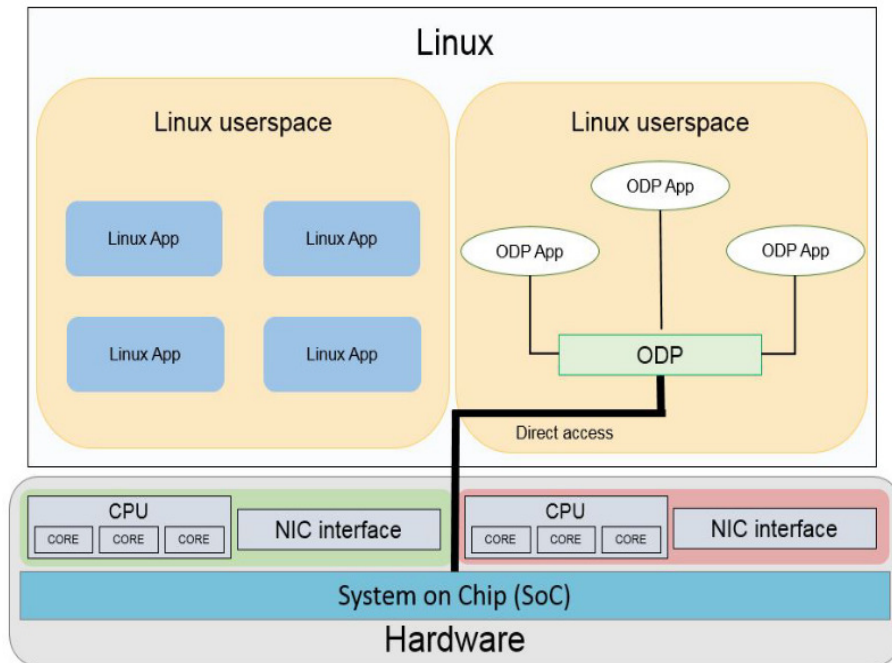 Linux
Linux userspace
Linux App
Linux App
Linux App
Linux App
Linux userspace
ODP App
ODP App
ODP App
ODP
Direct access
CPU
CORE
CORE
CORE
NIC interface
CPU
CORE
CORE
CORE
NIC interface
System on Chip (SoC)
Hardware